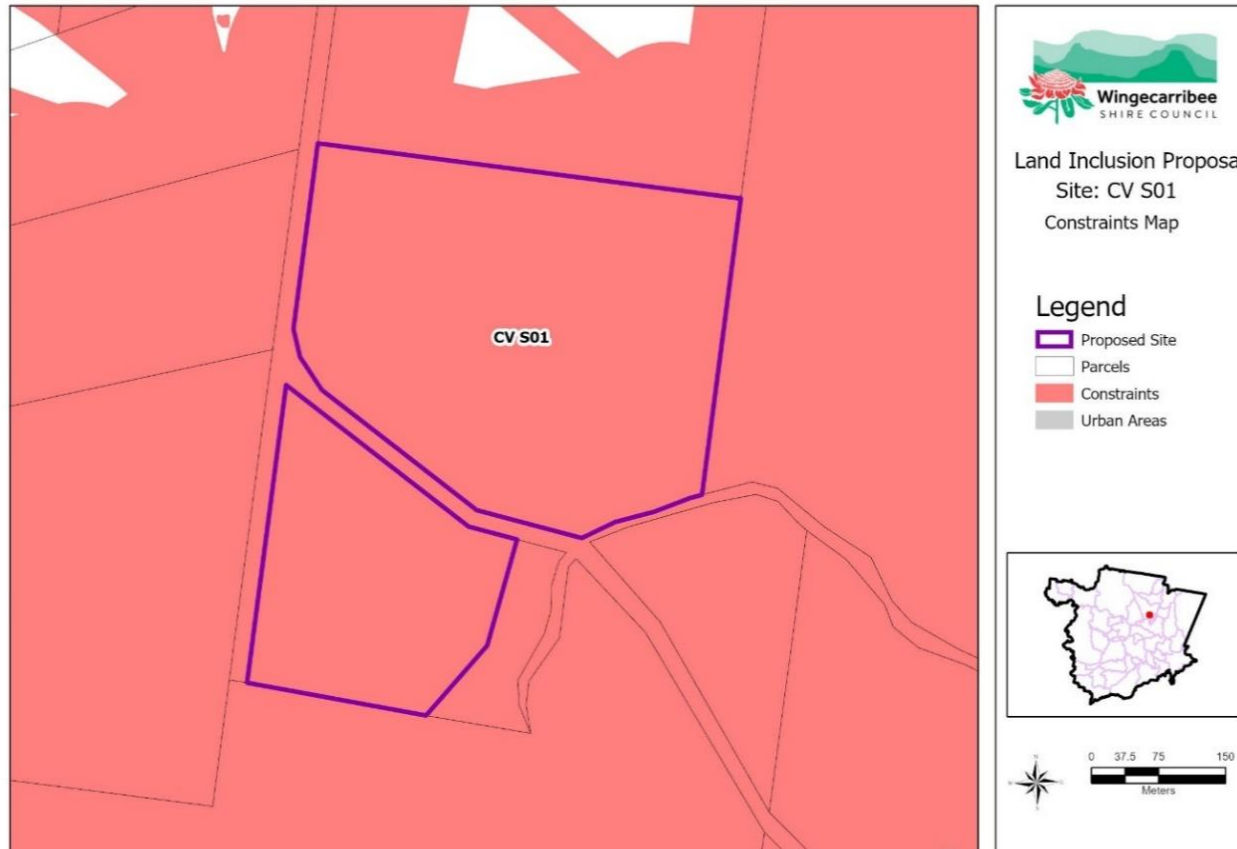 CV S01
Wingecarribee
SHIRE COUNCIL
Land Inclusion Proposa
Site: CV S01
Constraints Map
Legend
Proposed Site
Parcels
Constraints
Urban Areas
N
0 37.5 75 150
Meters